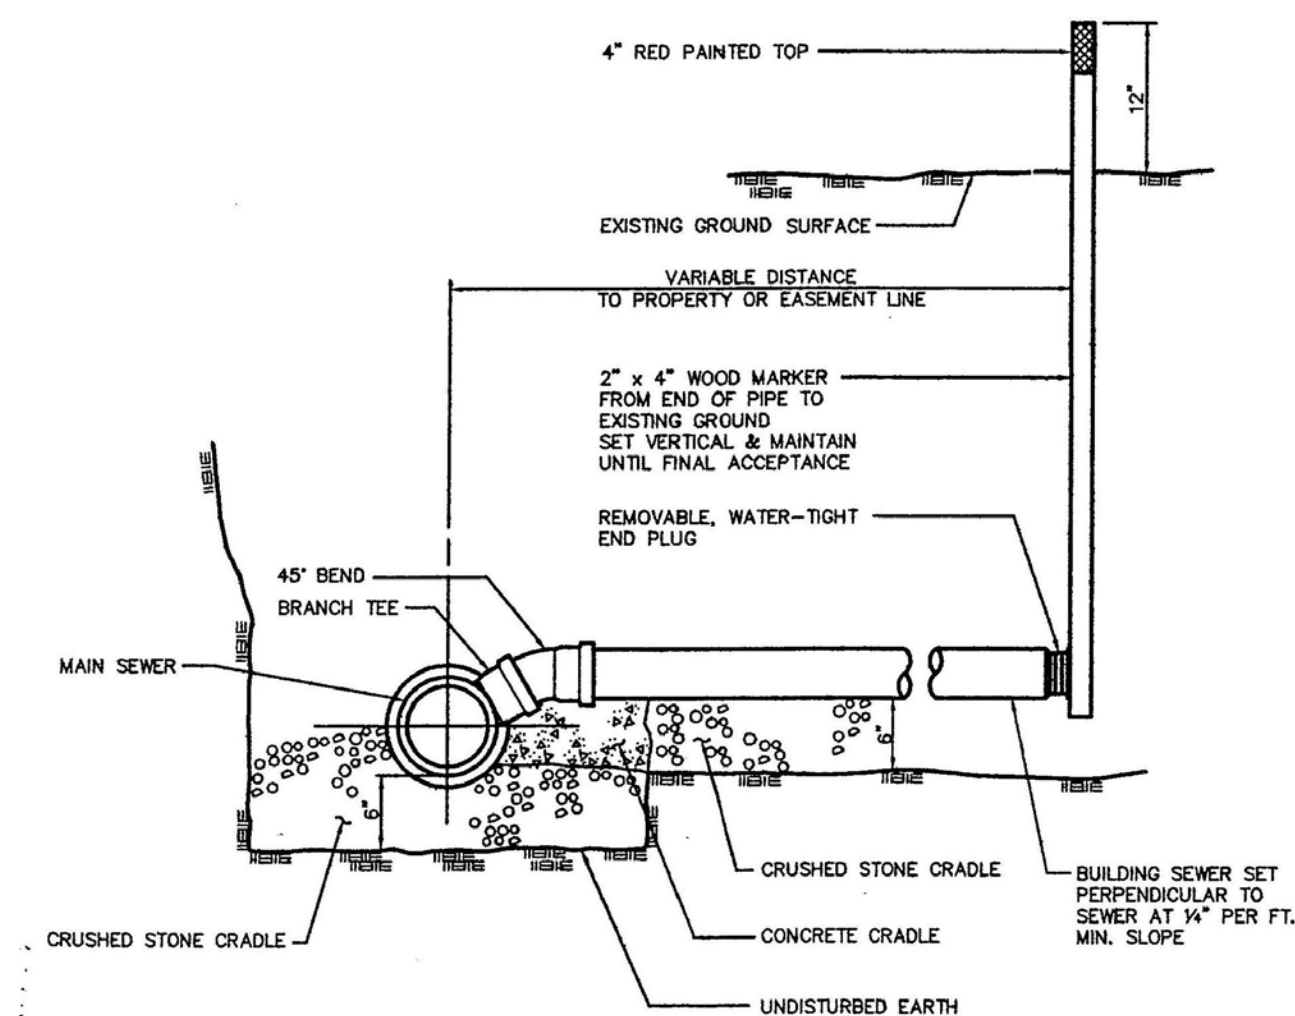 4" RED PAINTED TOP
12"
EXISTING GROUND SURFACE
VARIABLE DISTANCE
TO PROPERTY OR EASEMENT LINE
2" x 4" WOOD MARKER
FROM END OF PIPE TO
EXISTING GROUND
SET VERTICAL & MAINTAIN
UNTIL FINAL ACCEPTANCE
REMOVABLE, WATER-TIGHT
END PLUG
45° BEND
BRANCH TEE
MAIN SEWER
6"
6"
CRUSHED STONE CRADLE
BUILDING SEWER SET
PERPENDICULAR TO
SEWER AT ¼" PER FT.
MIN. SLOPE
CRUSHED STONE CRADLE
CONCRETE CRADLE
UNDISTURBED EARTH